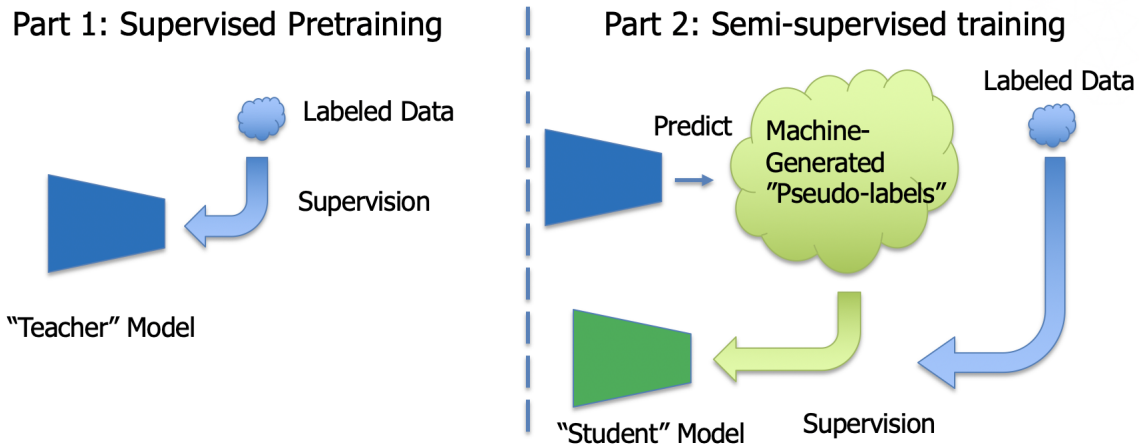 Part 1: Supervised Pretraining
Labeled Data
Supervision
“Teacher” Model
Part 2: Semi-supervised training
Labeled Data
Predict
Machine-
Generated
”Pseudo-labels”
“Student” Model
Supervision